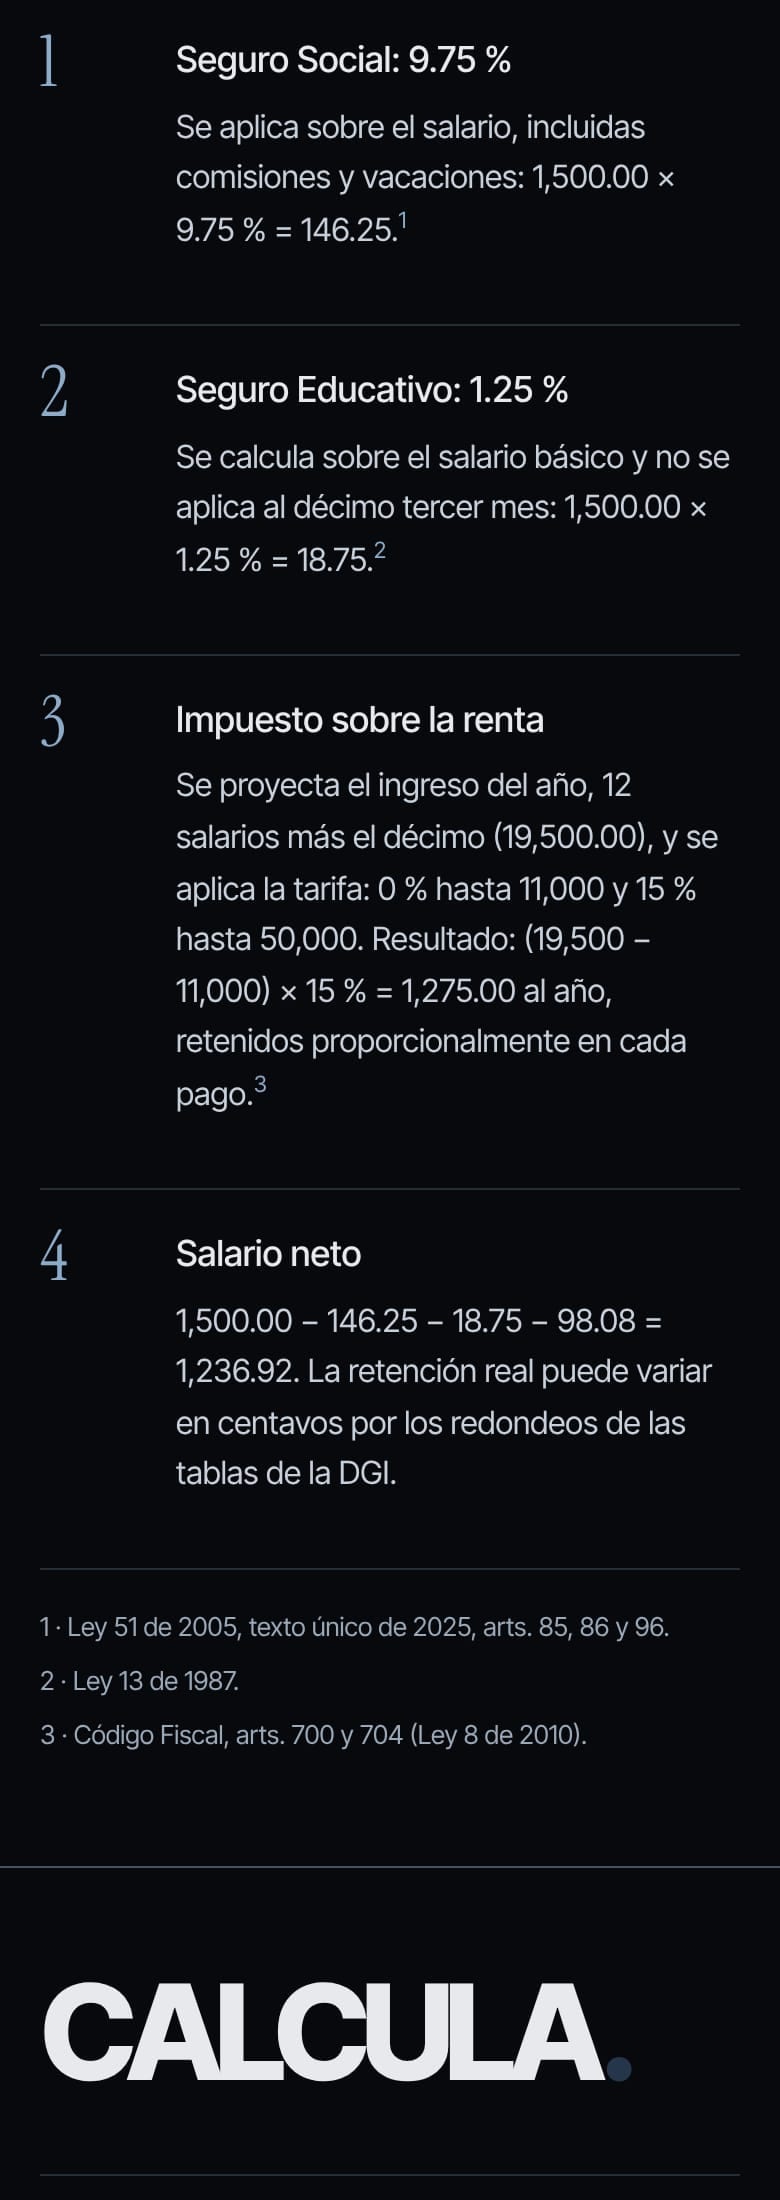 1
Seguro Social: 9.75 %
Se aplica sobre el salario, incluidas
comisiones y vacaciones: 1,500.00 ×
9.75 % = 146.25.1
2
Seguro Educativo: 1.25 %
Se calcula sobre el salario básico y no se
aplica al décimo tercer mes: 1,500.00 ×
1.25 % = 18.75.2
3
Impuesto sobre la renta
Se proyecta el ingreso del año, 12
salarios más el décimo (19,500.00), y se
aplica la tarifa: 0 % hasta 11,000 y 15 %
hasta 50,000. Resultado: (19,500 –
11,000) × 15 % = 1,275.00 al año,
retenidos proporcionalmente en cada
pago.3
4
Salario neto
1,500.00 – 146.25 – 18.75 – 98.08 =
1,236.92. La retención real puede variar
en centavos por los redondeos de las
tablas de la DGI.
1 · Ley 51 de 2005, texto único de 2025, arts. 85, 86 y 96.
2 · Ley 13 de 1987.
3 · Código Fiscal, arts. 700 y 704 (Ley 8 de 2010).
CALCULA.